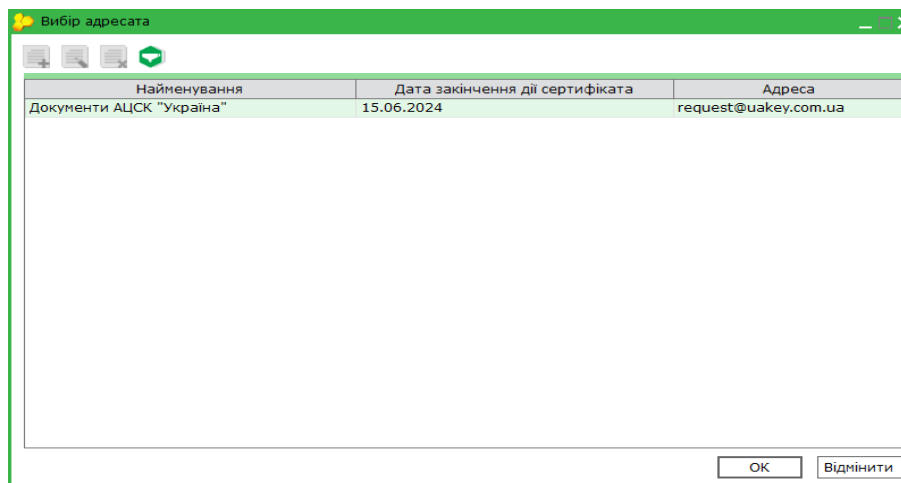 Вибір адресата
Найменування Дата закінчення дії сертифіката Адреса
Документи АЦСК "Україна" 15.06.2024 request@uakey.com.ua
ОК Відмінити